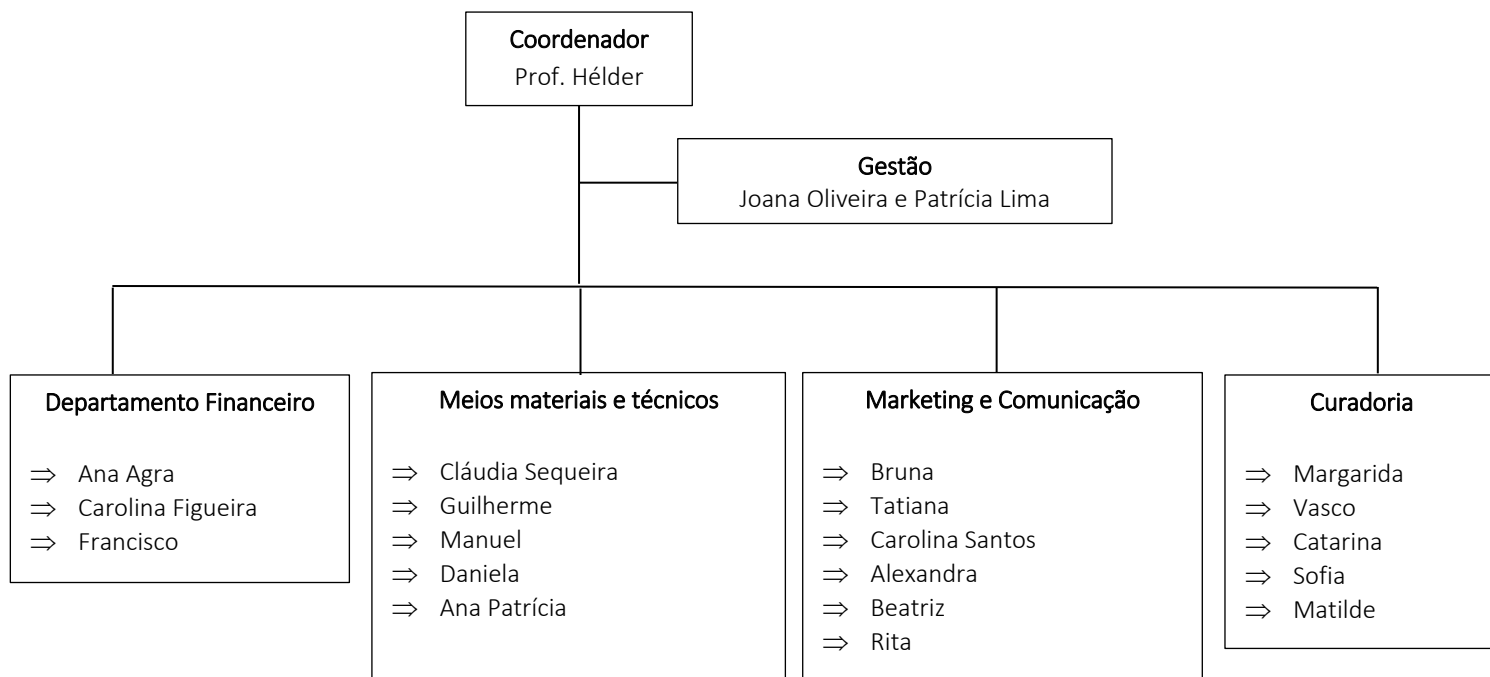 Coordenador
Prof. Hélder
Gestão
Joana Oliveira e Patrícia Lima
Departamento Financeiro
⇒ Ana Agra
⇒ Carolina Figueira
⇒ Francisco
Meios materiais e técnicos
⇒ Cláudia Sequeira
⇒ Guilherme
⇒ Manuel
⇒ Daniela
⇒ Ana Patrícia
Marketing e Comunicação
⇒ Bruna
⇒ Tatiana
⇒ Carolina Santos
⇒ Alexandra
⇒ Beatriz
⇒ Rita
Curadoria
⇒ Margarida
⇒ Vasco
⇒ Catarina
⇒ Sofia
⇒ Matilde